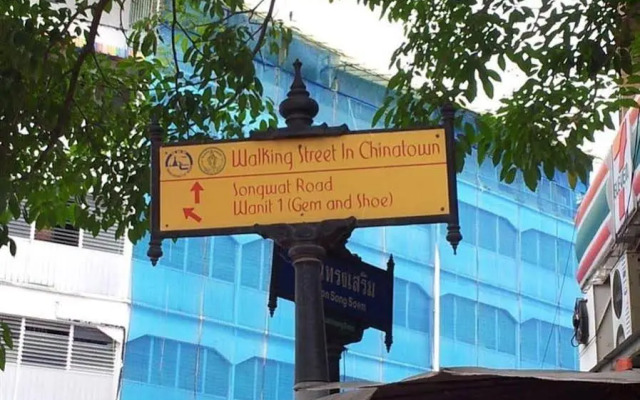 Walking Street In Chinatown
Songwat Road
Wanit 1 (Gem and Shoe)